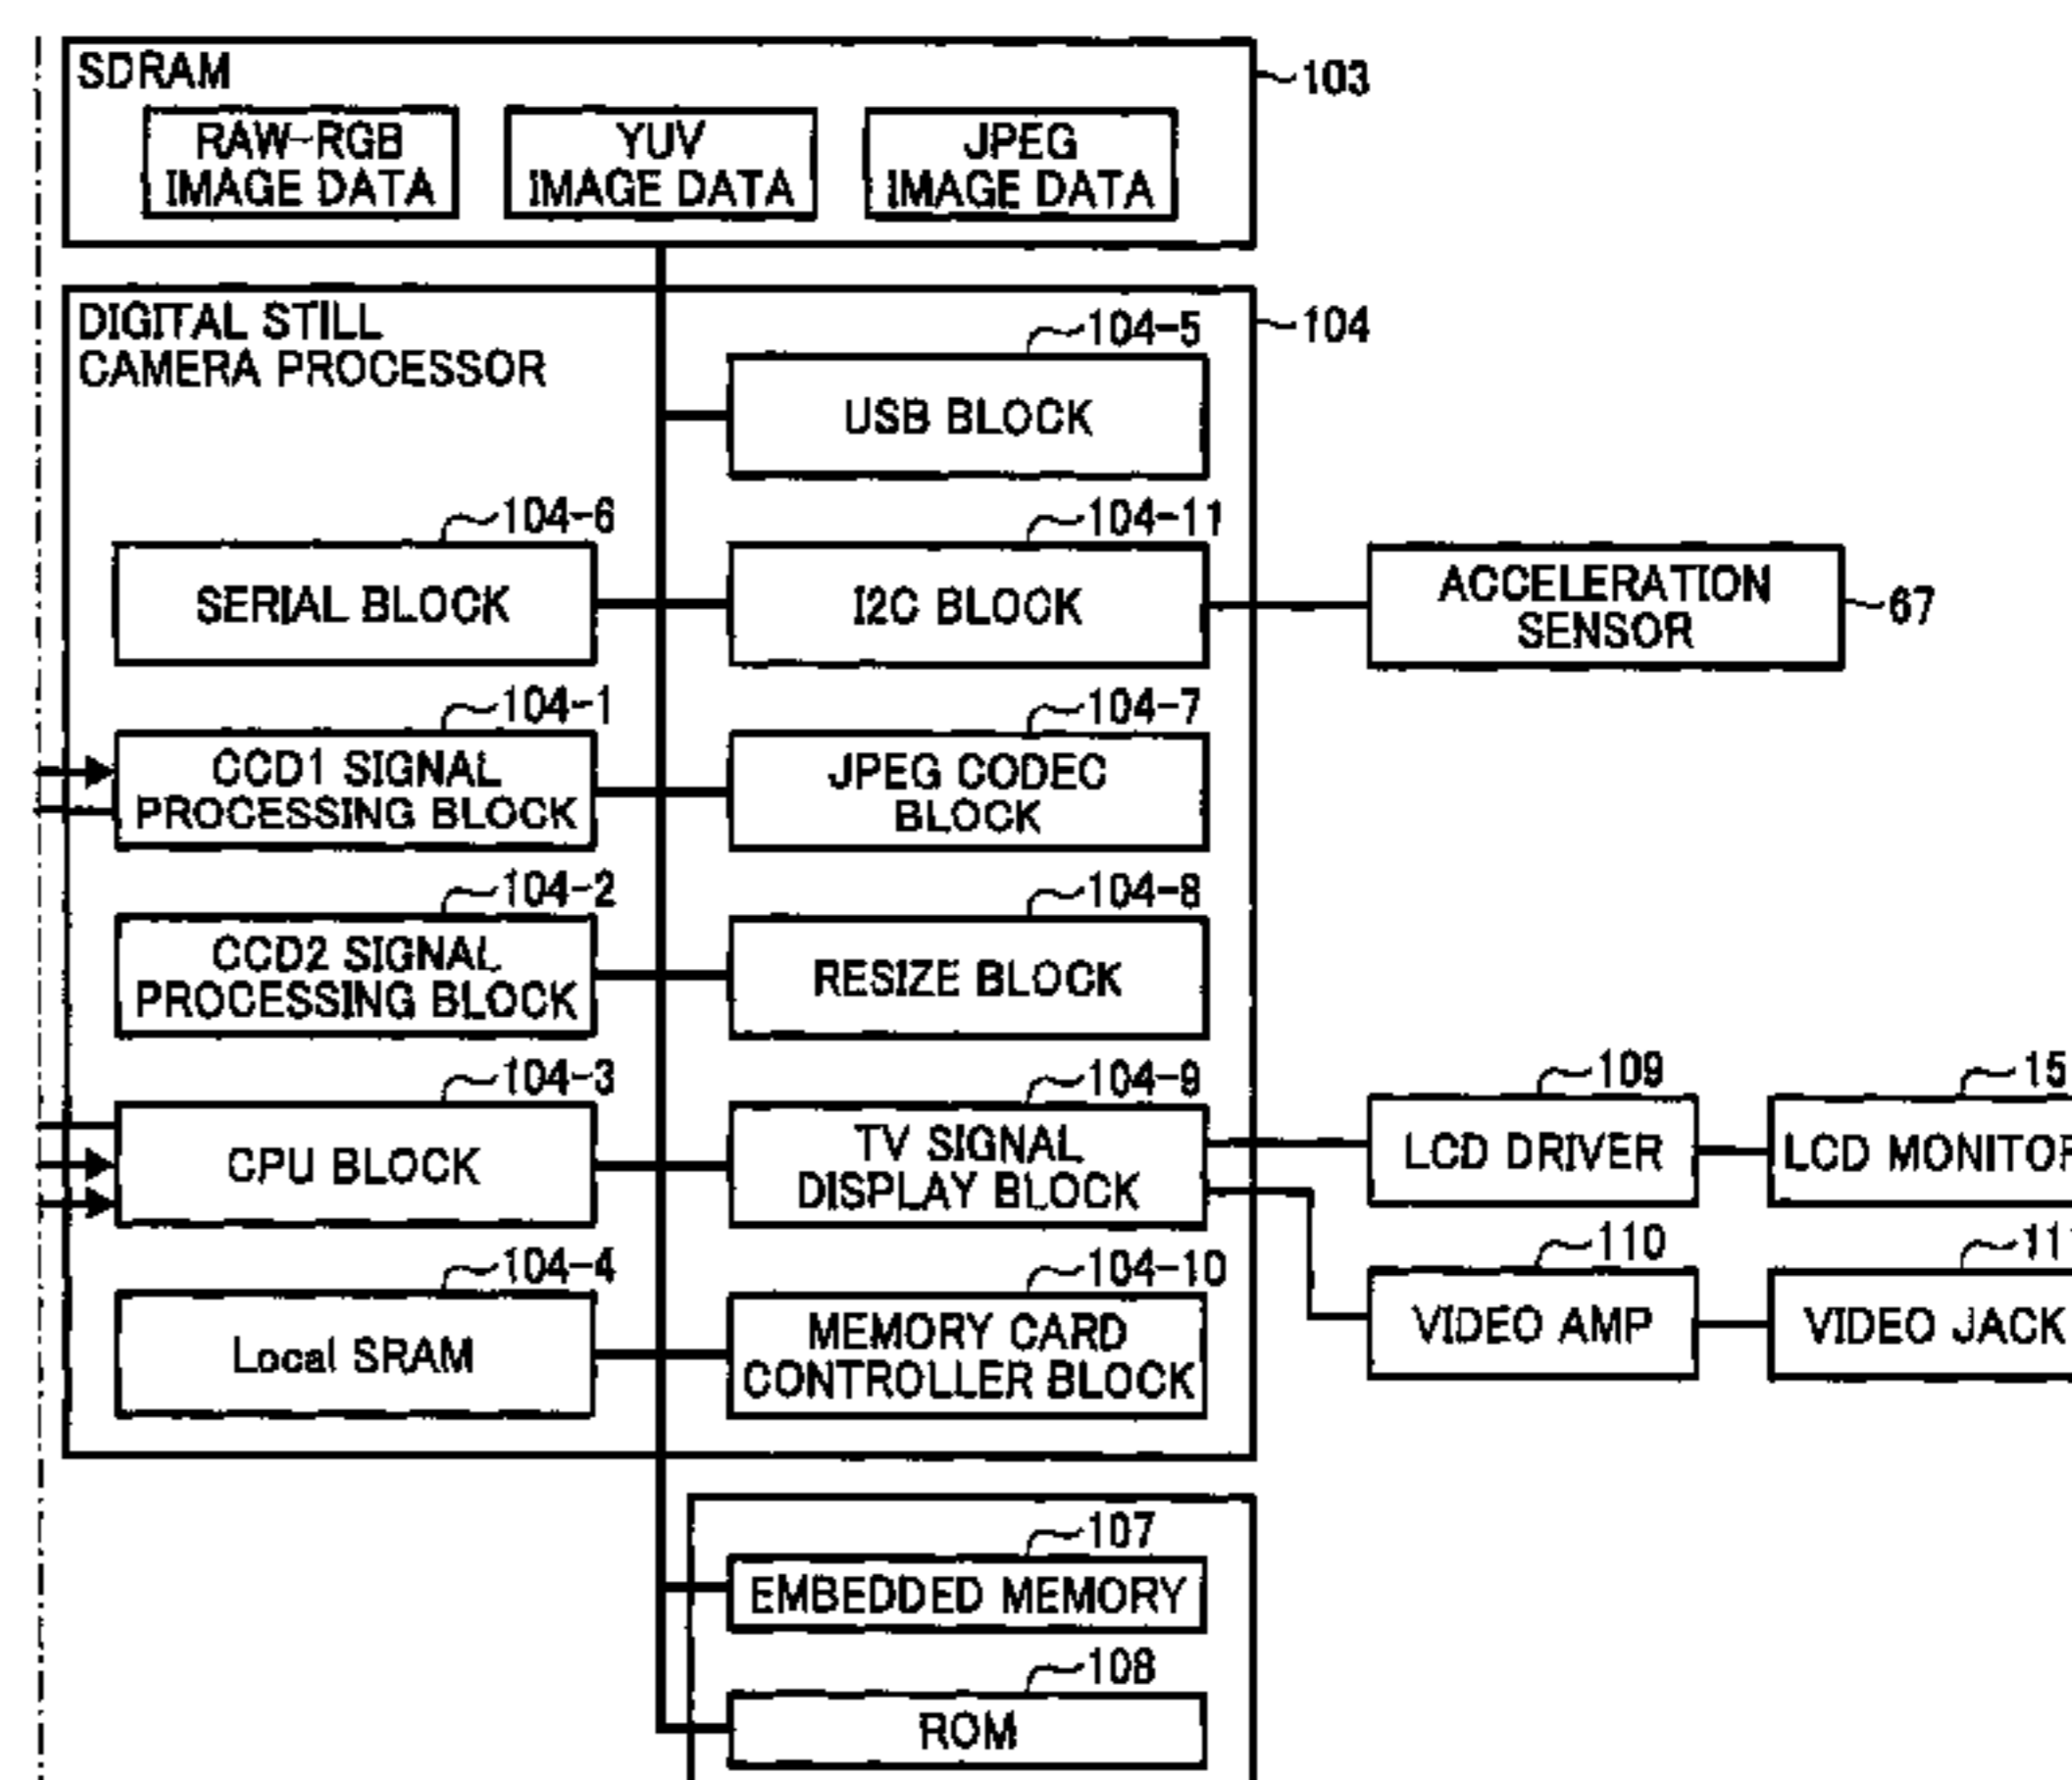 SDRAM
103
RAW-RGB
IMAGE DATA
YUV
IMAGE DATA
JPEG
IMAGE DATA
DIGITAL STILL
CAMERA PROCESSOR
104
104-5
USB BLOCK
104-6
SERIAL BLOCK
104-11
I2C BLOCK
ACCELERATION
SENSOR
67
104-1
CCD1 SIGNAL
PROCESSING BLOCK
104-7
JPEG CODEC
BLOCK
104-2
CCD2 SIGNAL
PROCESSING BLOCK
104-8
RESIZE BLOCK
104-3
CPU BLOCK
104-9
TV SIGNAL
DISPLAY BLOCK
109
LCD DRIVER
15
LCD MONITOR
104-4
Local SRAM
104-10
MEMORY CARD
CONTROLLER BLOCK
110
VIDEO AMP
VIDEO JACK
107
EMBEDDED MEMORY
108
ROM